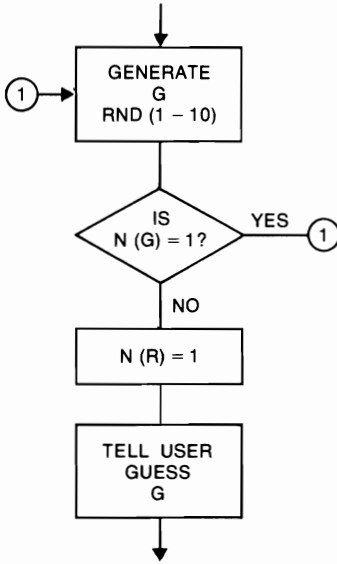 GENERATE
G
1
RND (1 – 10)
IS
N (G) = 1?
YES
1
NO
N (R) = 1
TELL USER
GUESS
G